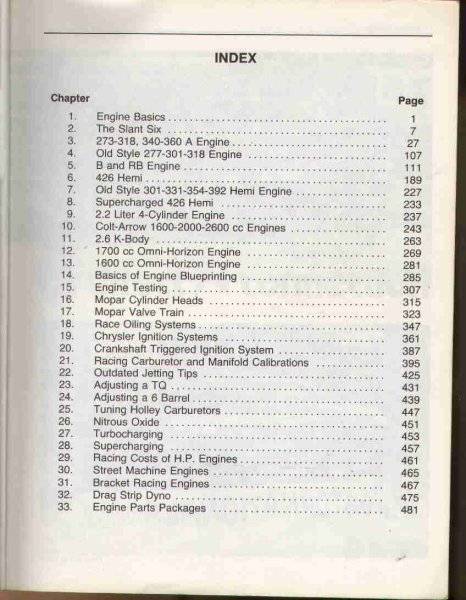 INDEX
Chapter Page
1. Engine Basics 1
2. The Slant Six 7
3. 273-318, 340-360 A Engine 27
4. Old Style 277-301-318 Engine 107
5. B and RB Engine 111
6. 426 Hemi 189
7. Old Style 301-331-354-392 Hemi Engine 227
8. Supercharged 426 Hemi 233
9. 2.2 Liter 4-Cylinder Engine 237
10. Colt-Arrow 1600-2000-2600 cc Engines 243
11. 2.6 K-Body 263
12. 1700 cc Omni-Horizon Engine 269
13. 1600 cc Omni-Horizon Engine 281
14. Basics of Engine Blueprinting 285
15. Engine Testing 307
16. Mopar Cylinder Heads 315
17. Mopar Valve Train 323
18. Race Oiling Systems 347
19. Chrysler Ignition Systems 361
20. Crankshaft Triggered Ignition System 387
21. Racing Carburetor and Manifold Calibrations 395
22. Outdated Jetting Tips 425
23. Adjusting a TQ 431
24. Adjusting a 6 Barrel 439
25. Tuning Holley Carburetors 447
26. Nitrous Oxide 451
27. Turbocharging 453
28. Supercharging 457
29. Racing Costs of H.P. Engines 461
30. Street Machine Engines 465
31. Bracket Racing Engines 467
32. Drag Strip Dyno 475
33. Engine Parts Packages 481